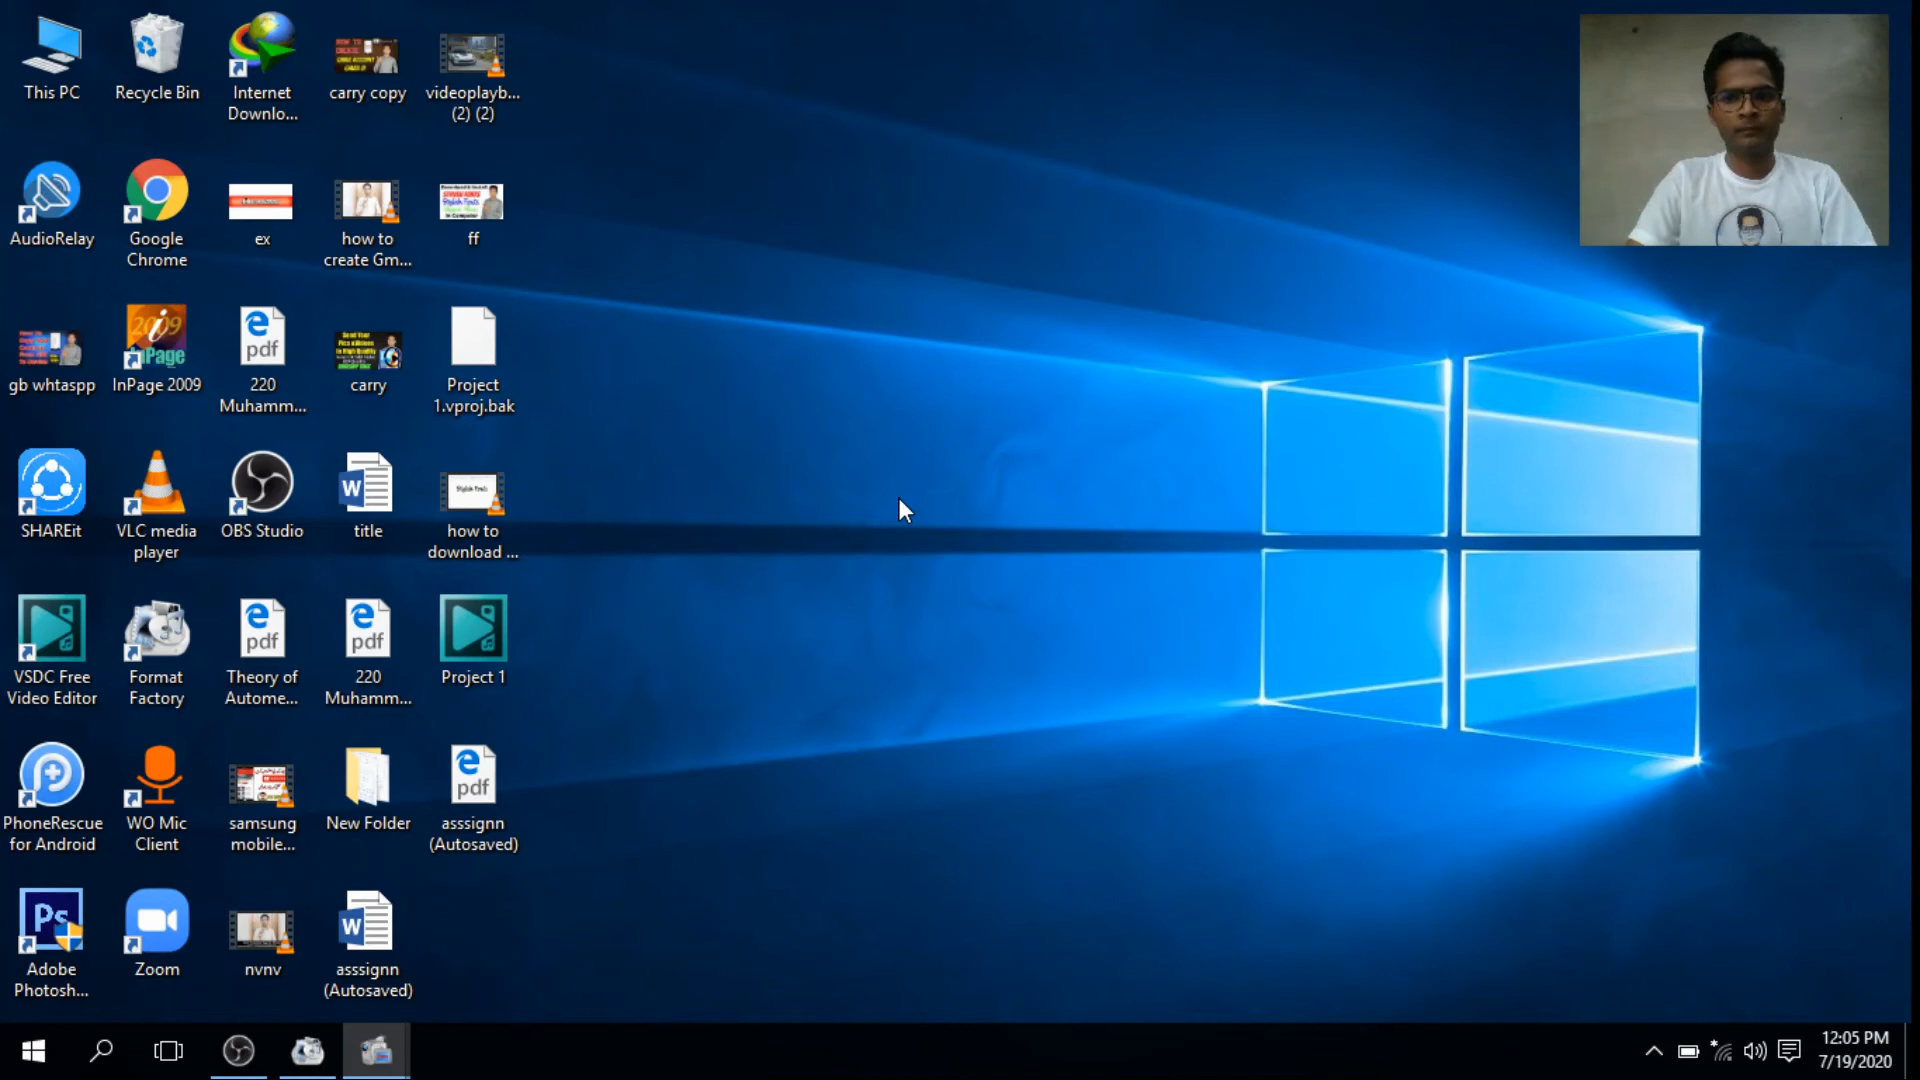 This PC
Recycle Bin
Internet
Downlo...
carry copy
videoplayb...
(2) (2)
AudioRelay
Google
Chrome
ex
how to
create Gm...
ff
gb whtaspp
InPage 2009
220
Muhamm...
carry
Project
1.vproj.bak
SHAREit
VLC media
player
OBS Studio
title
how to
download ...
VSDC Free
Video Editor
Format
Factory
Theory of
Autome...
220
Muhamm...
Project 1
PhoneRescue
for Android
WO Mic
Client
samsung
mobile...
New Folder
asssignn
(Autosaved)
Adobe
Photosh...
Zoom
nvnv
asssignn
(Autosaved)
12:05 PM
7/19/2020